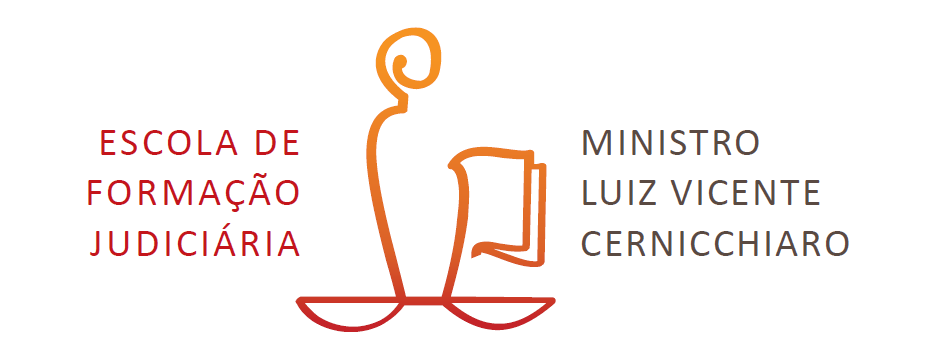 ESCOLA DE
FORMAÇÃO
JUDICIÁRIA
MINISTRO
LUIZ VICENTE
CERNICCHIARO